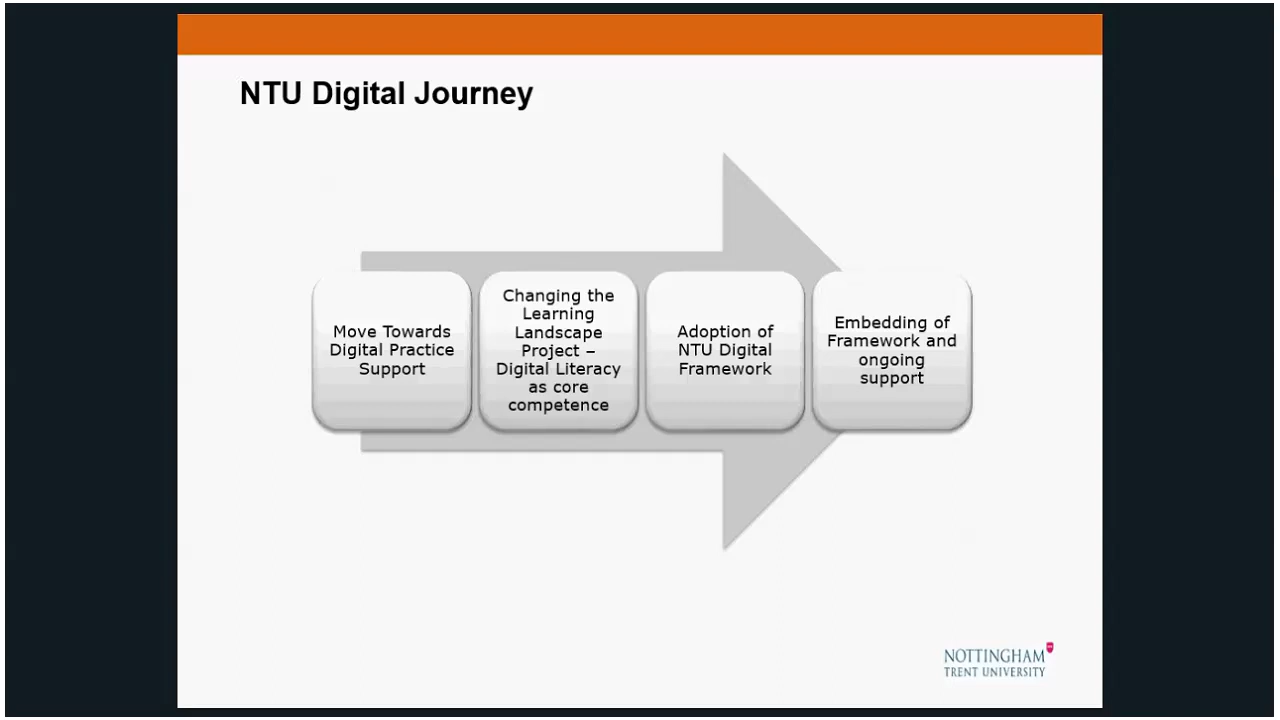 NTU Digital Journey
Move Towards
Digital Practice
Support
Changing the
Learning
Landscape
Project –
Digital Literacy
as core
competence
Adoption of
NTU Digital
Framework
Embedding of
Framework and
ongoing
support
NOTTINGHAM
TRENT UNIVERSITY